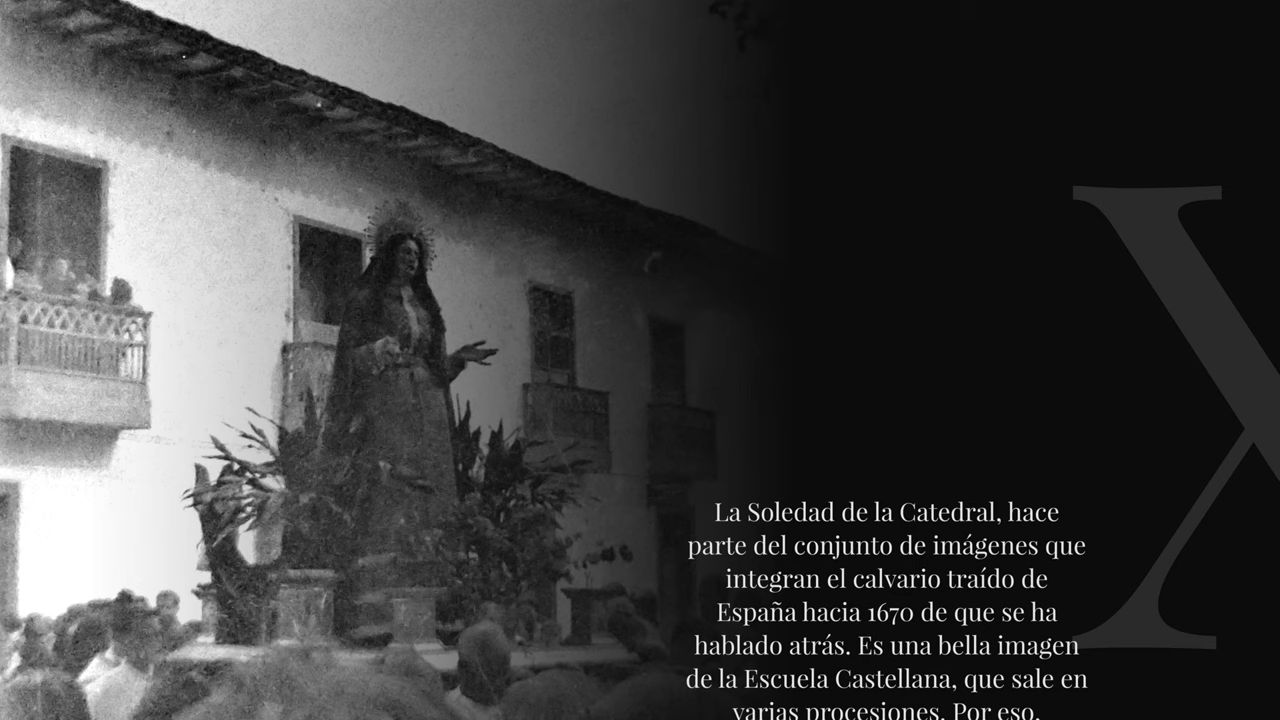 La Soledad de la Catedral, hace
parte del conjunto de imágenes que
integran el calvario traído de
España hacia 1670 de que se ha
hablado atrás. Es una bella imagen
de la Escuela Castellana, que sale en
varias procesiones. Por eso,
X